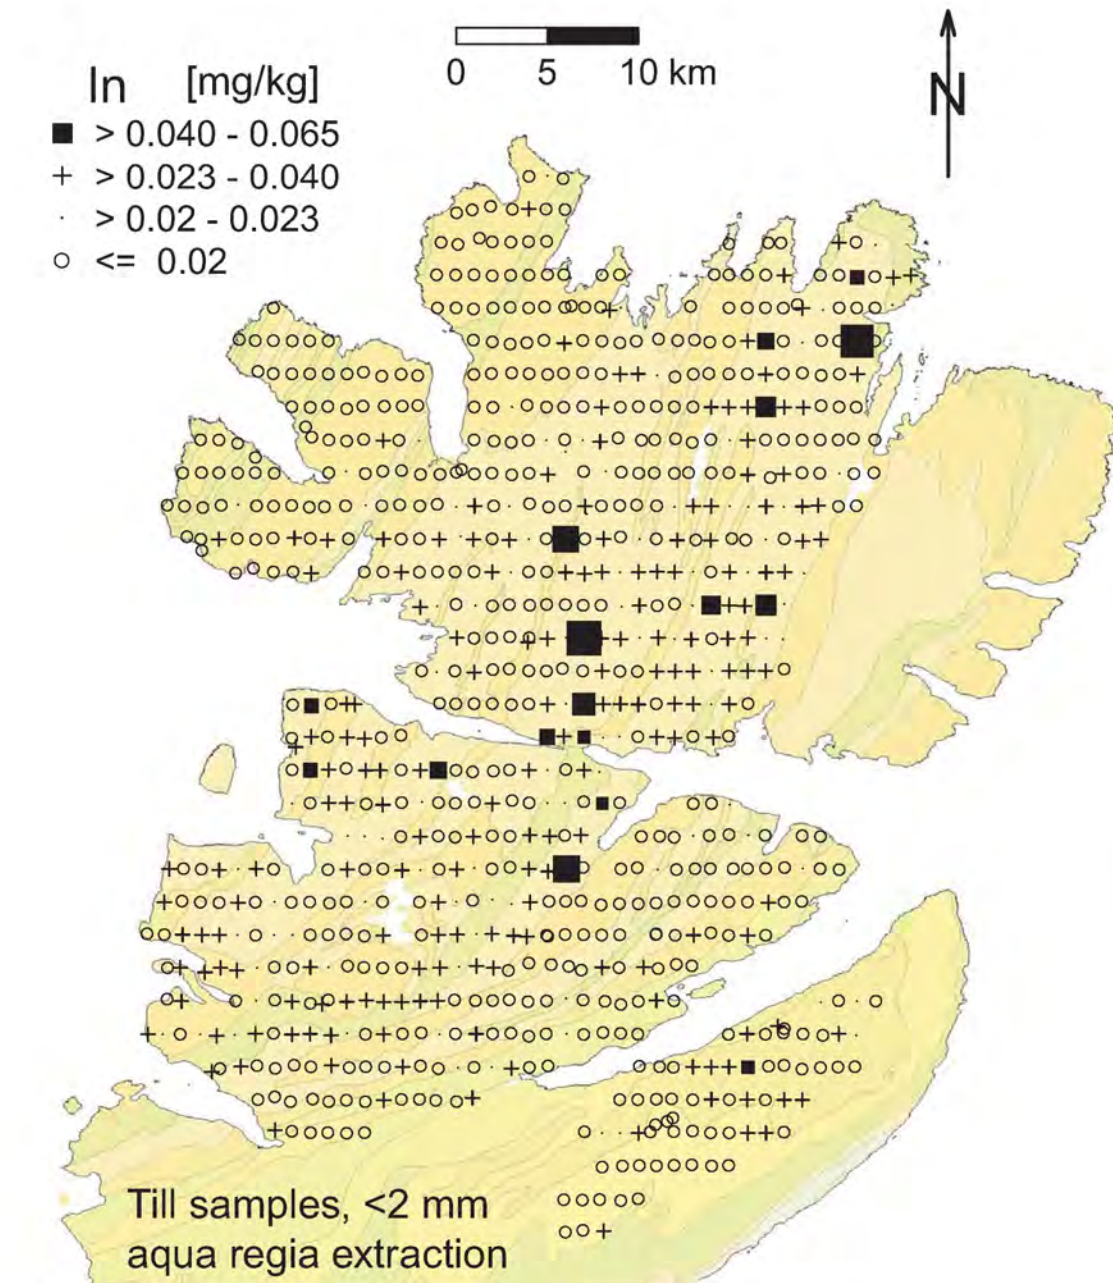 0 5 10 km
N
In [mg/kg]
■ > 0.040 - 0.065
+ > 0.023 - 0.040
· > 0.02 - 0.023
○ <= 0.02
Till samples, <2 mm
aqua regia extraction